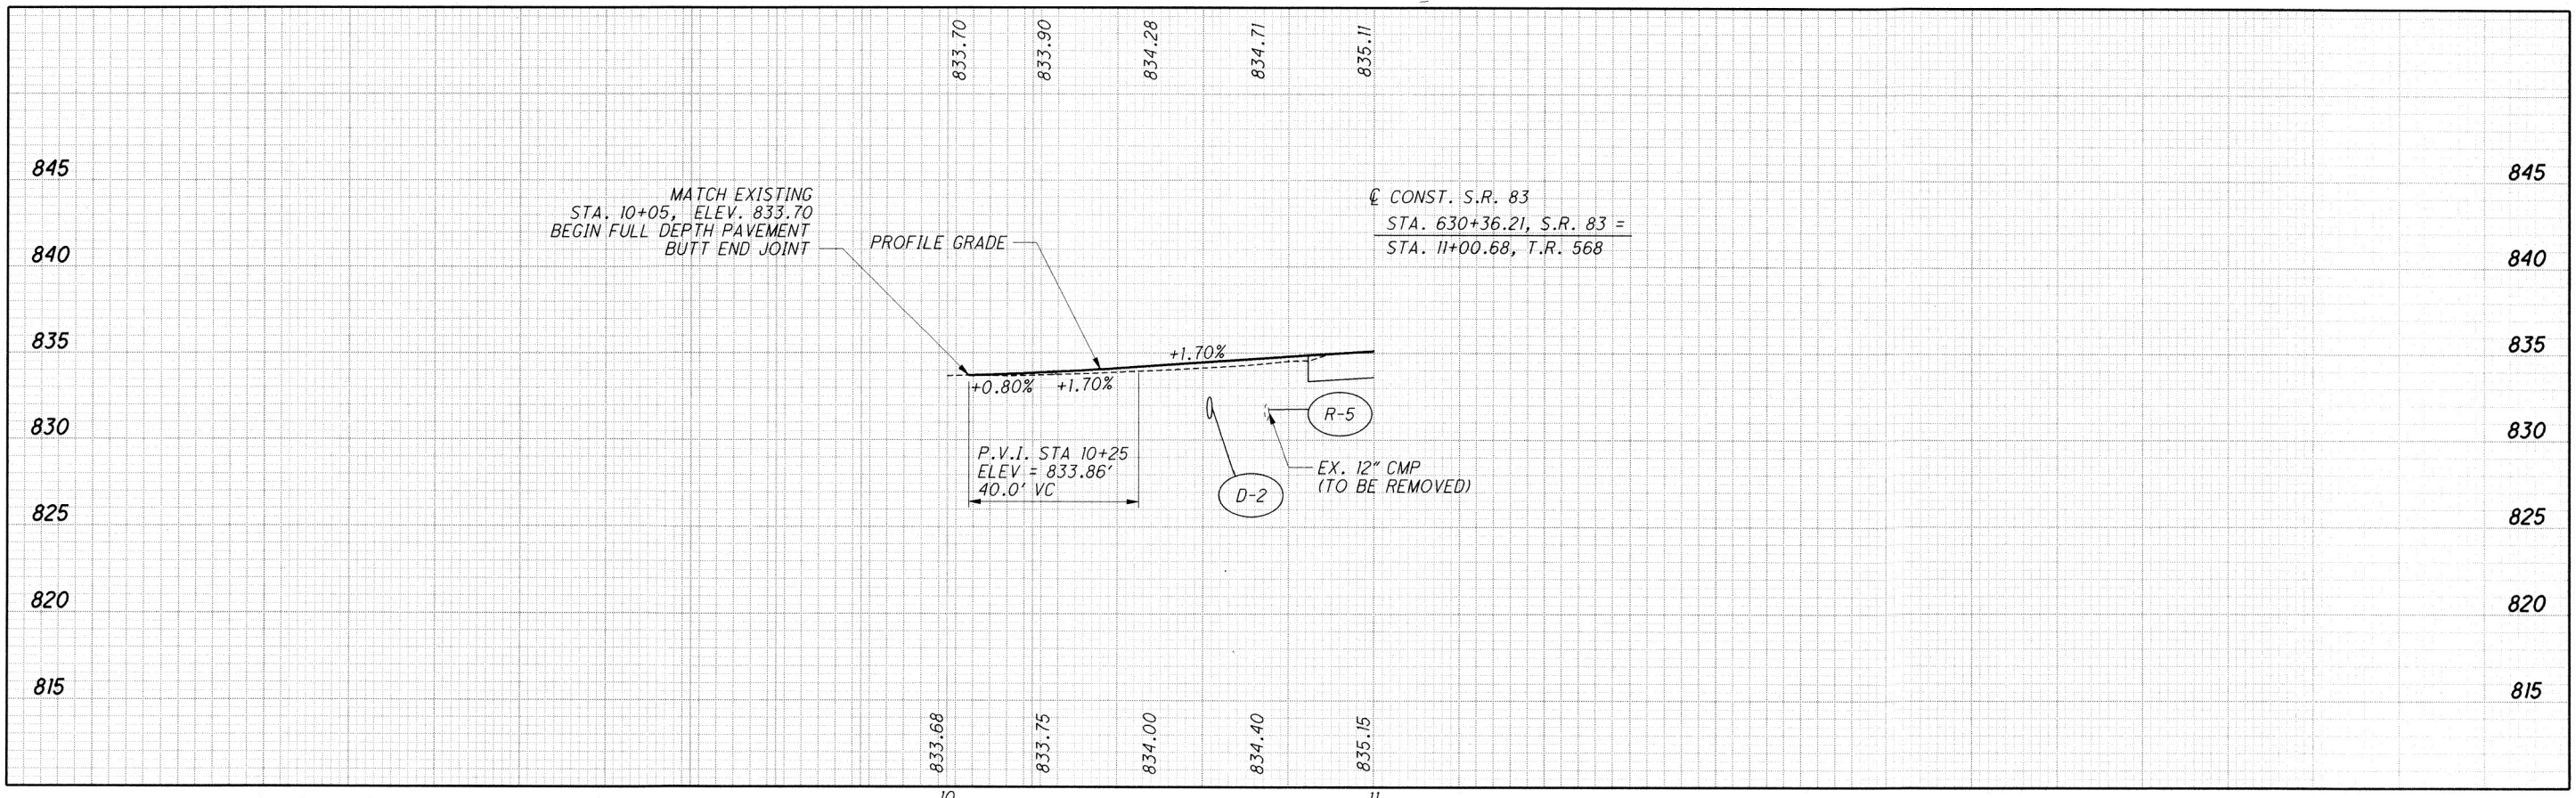 833.70
833.90
834.28
834.71
835.11
845
845
MATCH EXISTING
STA. 10+05, ELEV. 833.70
BEGIN FULL DEPTH PAVEMENT
BUTT END JOINT
PROFILE GRADE
℄ CONST. S.R. 83
STA. 630+36.21, S.R. 83 =
STA. 11+00.68, T.R. 568
840
840
835
835
+1.70%
+0.80%
+1.70%
R-5
830
830
P.V.I. STA 10+25
ELEV = 833.86'
40.0' VC
EX. 12" CMP
(TO BE REMOVED)
D-2
825
825
820
820
815
815
833.68
833.75
834.00
834.40
835.15
10
11